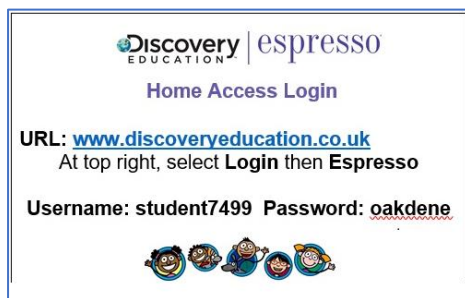 Discovery | espresso
EDUCATION
Home Access Login
URL: www.discoveryeducation.co.uk
At top right, select Login then Espresso
Username: student7499 Password: oakdene
.